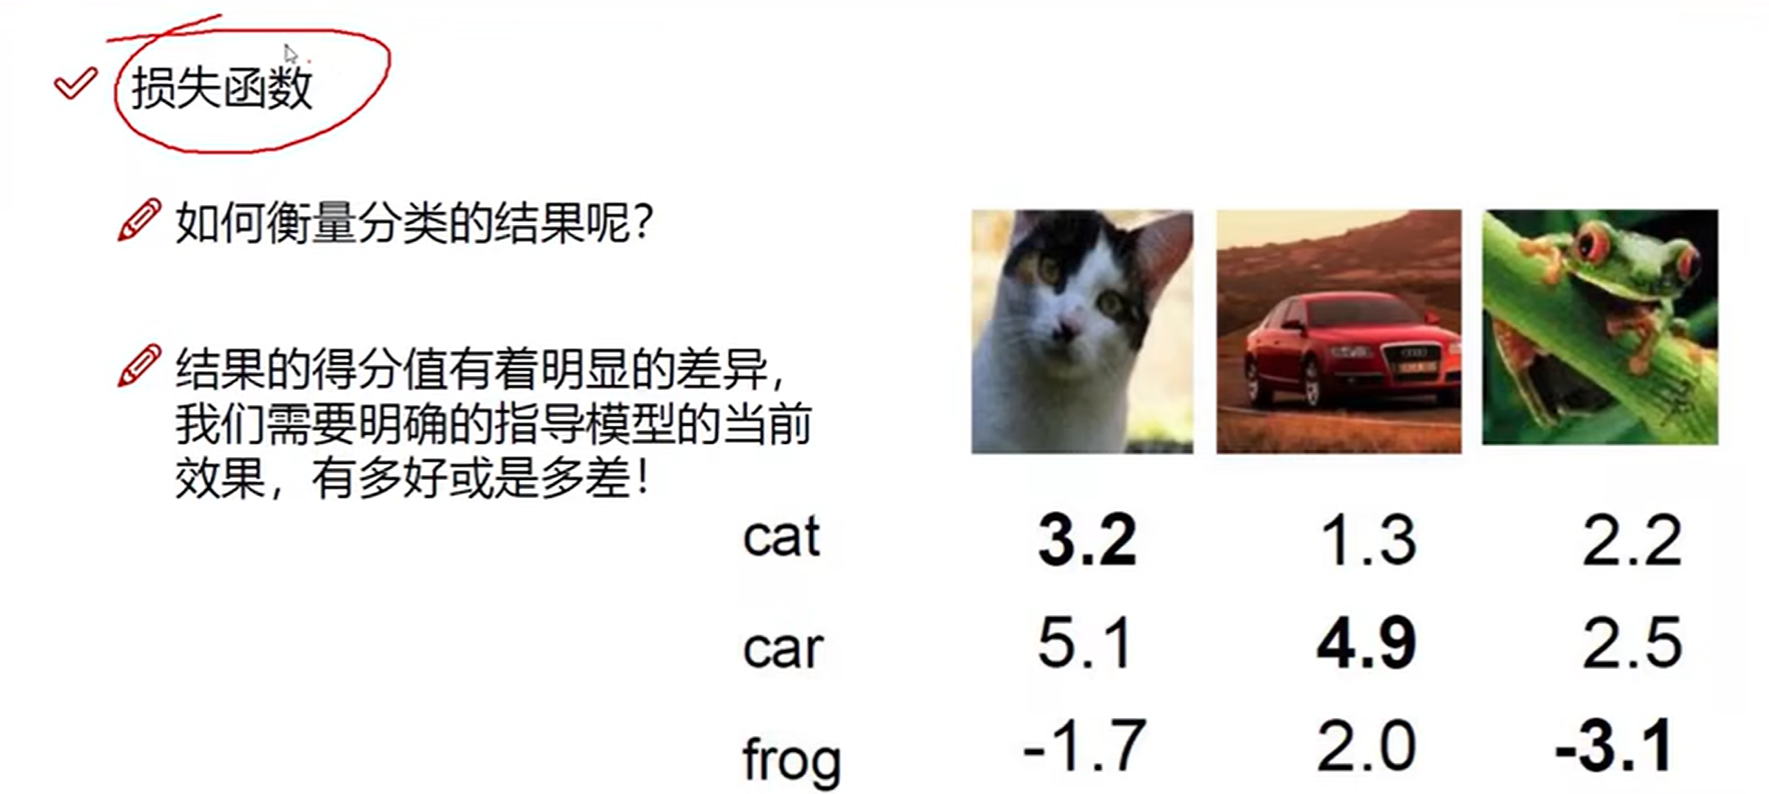 损失函数
如何衡量分类的结果呢？
结果的得分值有着明显的差异，
我们需要明确的指导模型的当前
效果，有多好或是多差！
cat 3.2 1.3 2.2
car 5.1 4.9 2.5
frog -1.7 2.0 -3.1